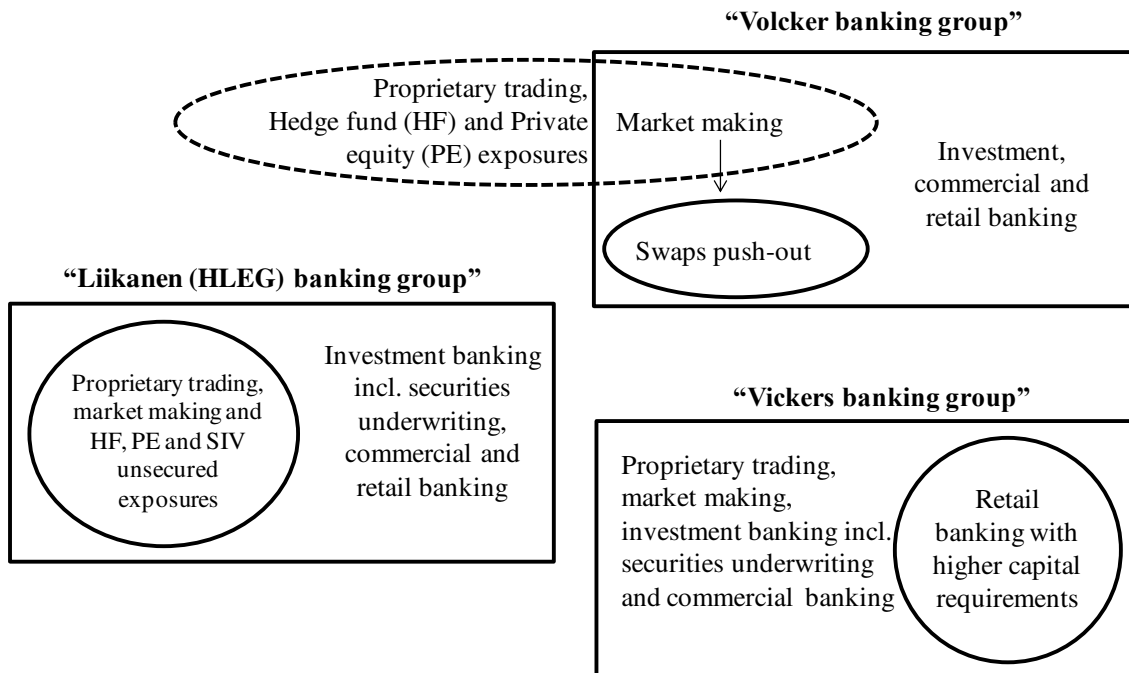 “Volcker banking group”
Proprietary trading,
Hedge fund (HF) and Private
equity (PE) exposures
Market making
Investment,
commercial and
retail banking
Swaps push-out
“Liikanen (HLEG) banking group”
Proprietary trading,
market making and
HF, PE and SIV
unsecured
exposures
Investment banking
incl. securities
underwriting,
commercial and
retail banking
“Vickers banking group”
Proprietary trading,
market making,
investment banking incl.
securities underwriting
and commercial banking
Retail
banking with
higher capital
requirements